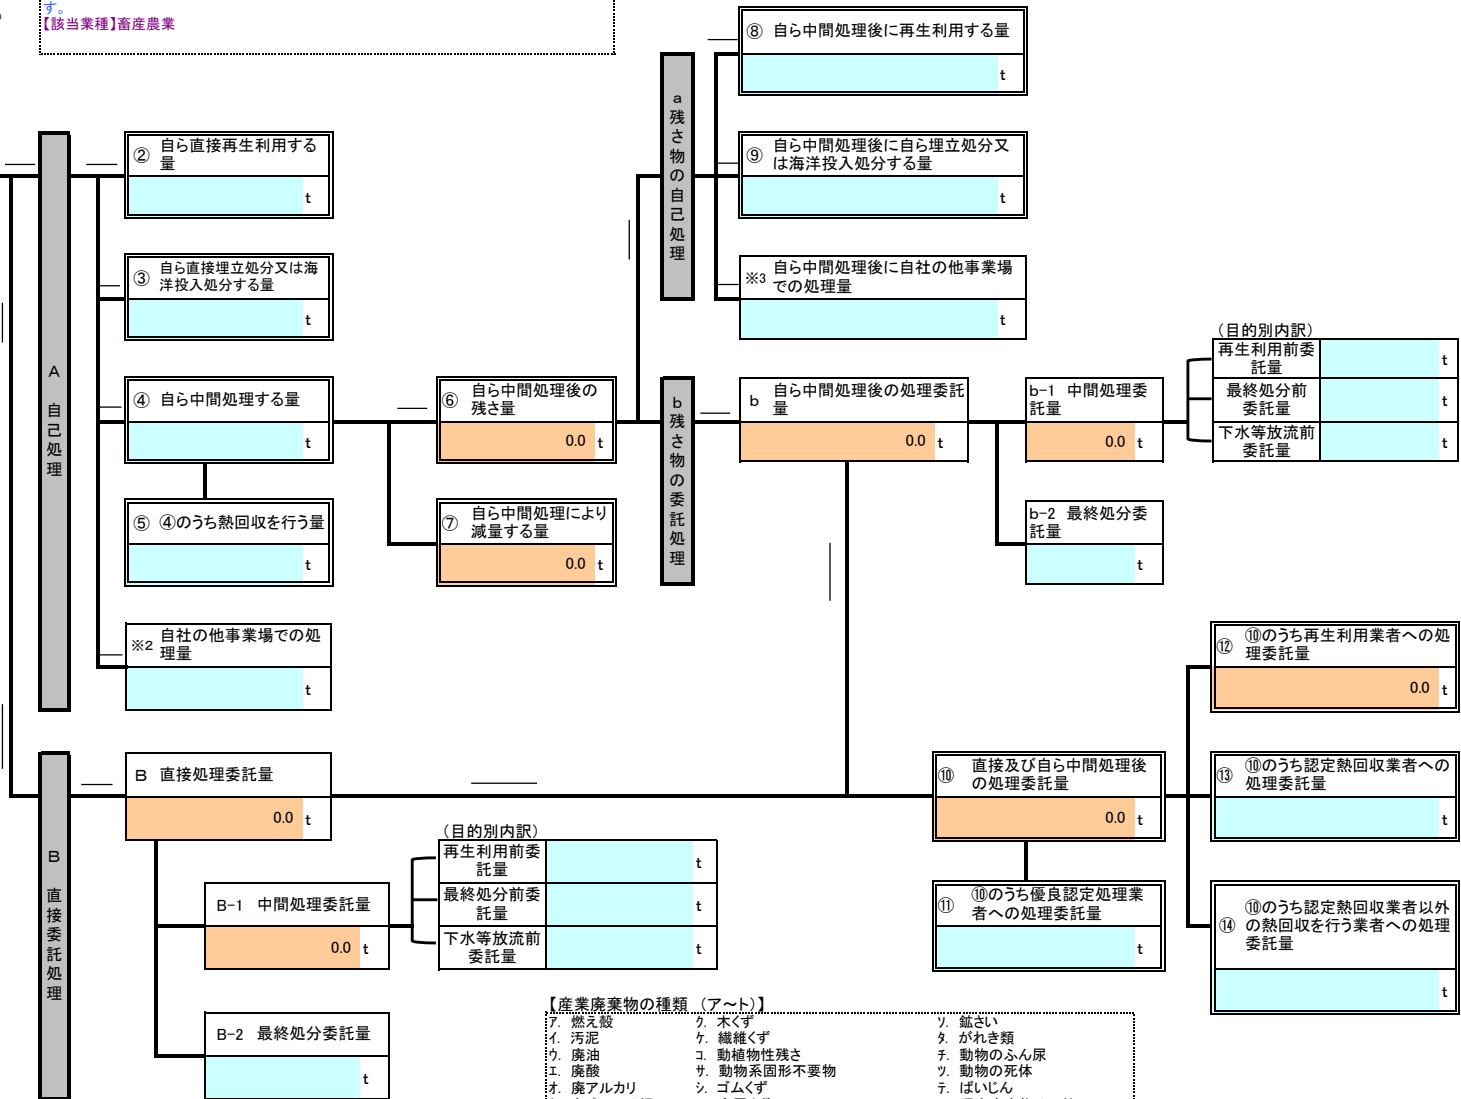 す。
【該当業種】畜産農業
⑧ 自ら中間処理後に再生利用する量
t
a 残さ物の自己処理
② 自ら直接再生利用する
量
t
⑨ 自ら中間処理後に自ら埋立処分又
は海洋投入処分する量
t
③ 自ら直接埋立処分又は海
洋投入処分する量
t
※3 自ら中間処理後に自社の他事業場
での処理量
t
A 自己処理
④ 自ら中間処理する量
t
⑥ 自ら中間処理後の
残さ量
0.0 t
b 残さ物の委託処理
b 自ら中間処理後の処理委託
量
0.0 t
b-1 中間処理委
託量
0.0 t
（目的別内訳）
再生利用前委
託量
t
最終処分前
委託量
t
下水等放流前
委託量
t
⑤ ④のうち熱回収を行う量
t
⑦ 自ら中間処理により
減量する量
0.0 t
b-2 最終処分委
託量
t
※2 自社の他事業場での処
理量
t
⑫ ⑩のうち再生利用業者への処
理委託量
0.0 t
B 直接委託処理
B 直接処理委託量
0.0 t
⑩ 直接及び自ら中間処理後
の処理委託量
0.0 t
⑬ ⑩のうち認定熱回収業者への
処理委託量
t
（目的別内訳）
再生利用前委
託量
t
最終処分前委
託量
t
下水等放流前
委託量
t
B-1 中間処理委託量
0.0 t
⑪ ⑩のうち優良認定処理業
者への処理委託量
t
⑭ ⑩のうち認定熱回収業者以外
の熱回収を行う業者への処理
委託量
t
B-2 最終処分委託量
t
【産業廃棄物の種類 （ア～ト）】
ア. 燃え殻 ク. 木くず ソ. 鉱さい
イ. 汚泥 ケ. 繊維くず タ. がれき類
ウ. 廃油 コ. 動植物性残さ チ. 動物のふん尿
エ. 廃酸 サ. 動物系固形不要物 ツ. 動物の死体
オ. 廃アルカリ シ. ゴムくず テ. ばいじん